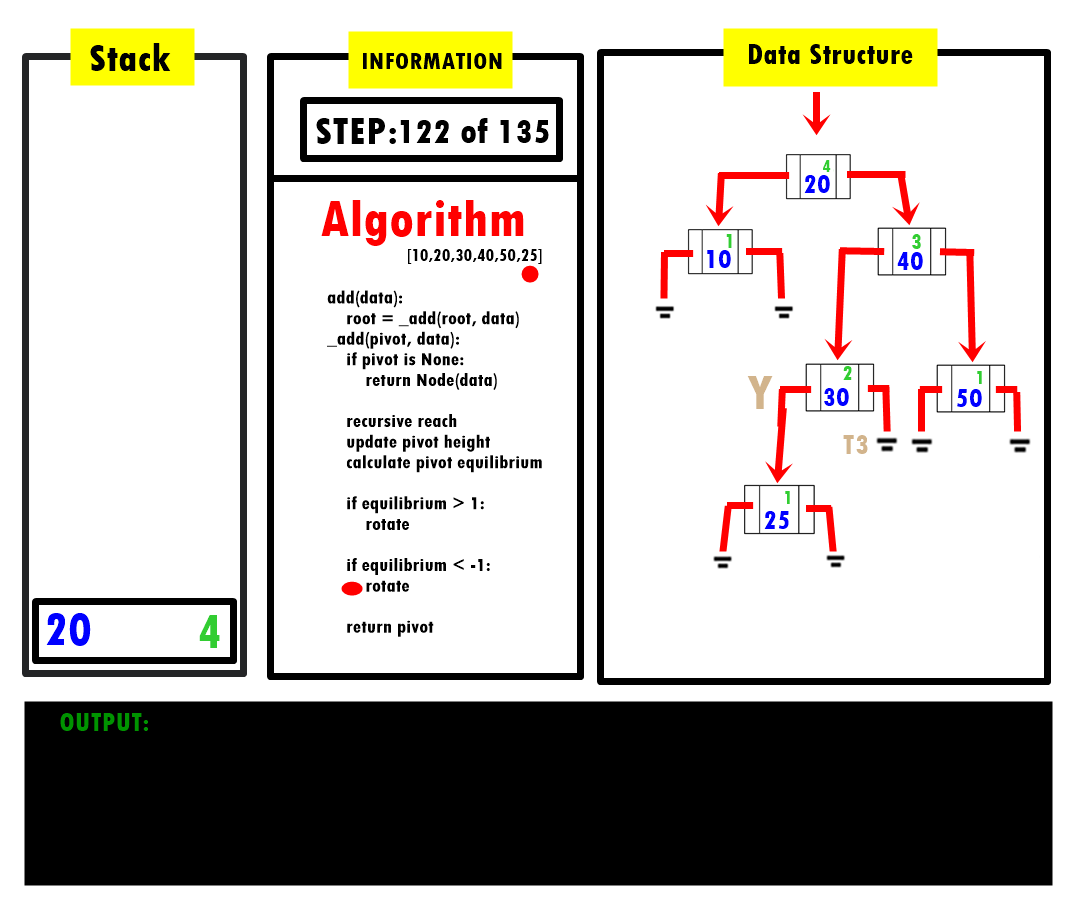 Stack
20 4
INFORMATION
STEP:122 of 135
Algorithm
[10,20,30,40,50,25]
add(data):
root = _add(root, data)
_add(pivot, data):
if pivot is None:
return Node(data)
recursive reach
update pivot height
calculate pivot equilibrium
if equilibrium > 1:
rotate
if equilibrium < -1:
rotate
return pivot
Data Structure
4
20
1
10
3
40
Y
2
30
1
50
T3
1
25
OUTPUT: